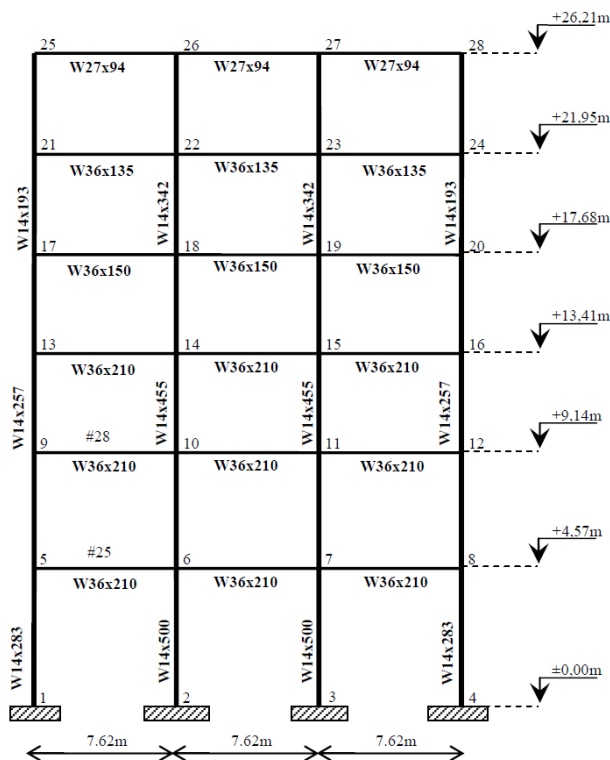 +26,21m
25 26 27 28
W27x94 W27x94 W27x94
+21,95m
21 22 23 24
W36x135 W36x135 W36x135
W14x193 W14x342 W14x342 W14x193
+17,68m
17 18 19 20
W36x150 W36x150 W36x150
+13,41m
13 14 15 16
W36x210 W36x210 W36x210
W14x257 W14x455 W14x455 W14x257
+9,14m
#28
9 10 11 12
W36x210 W36x210 W36x210
+4,57m
#25
5 6 7 8
W36x210 W36x210 W36x210
W14x283 W14x500 W14x500 W14x283
±0,00m
1 2 3 4
7.62m 7.62m 7.62m